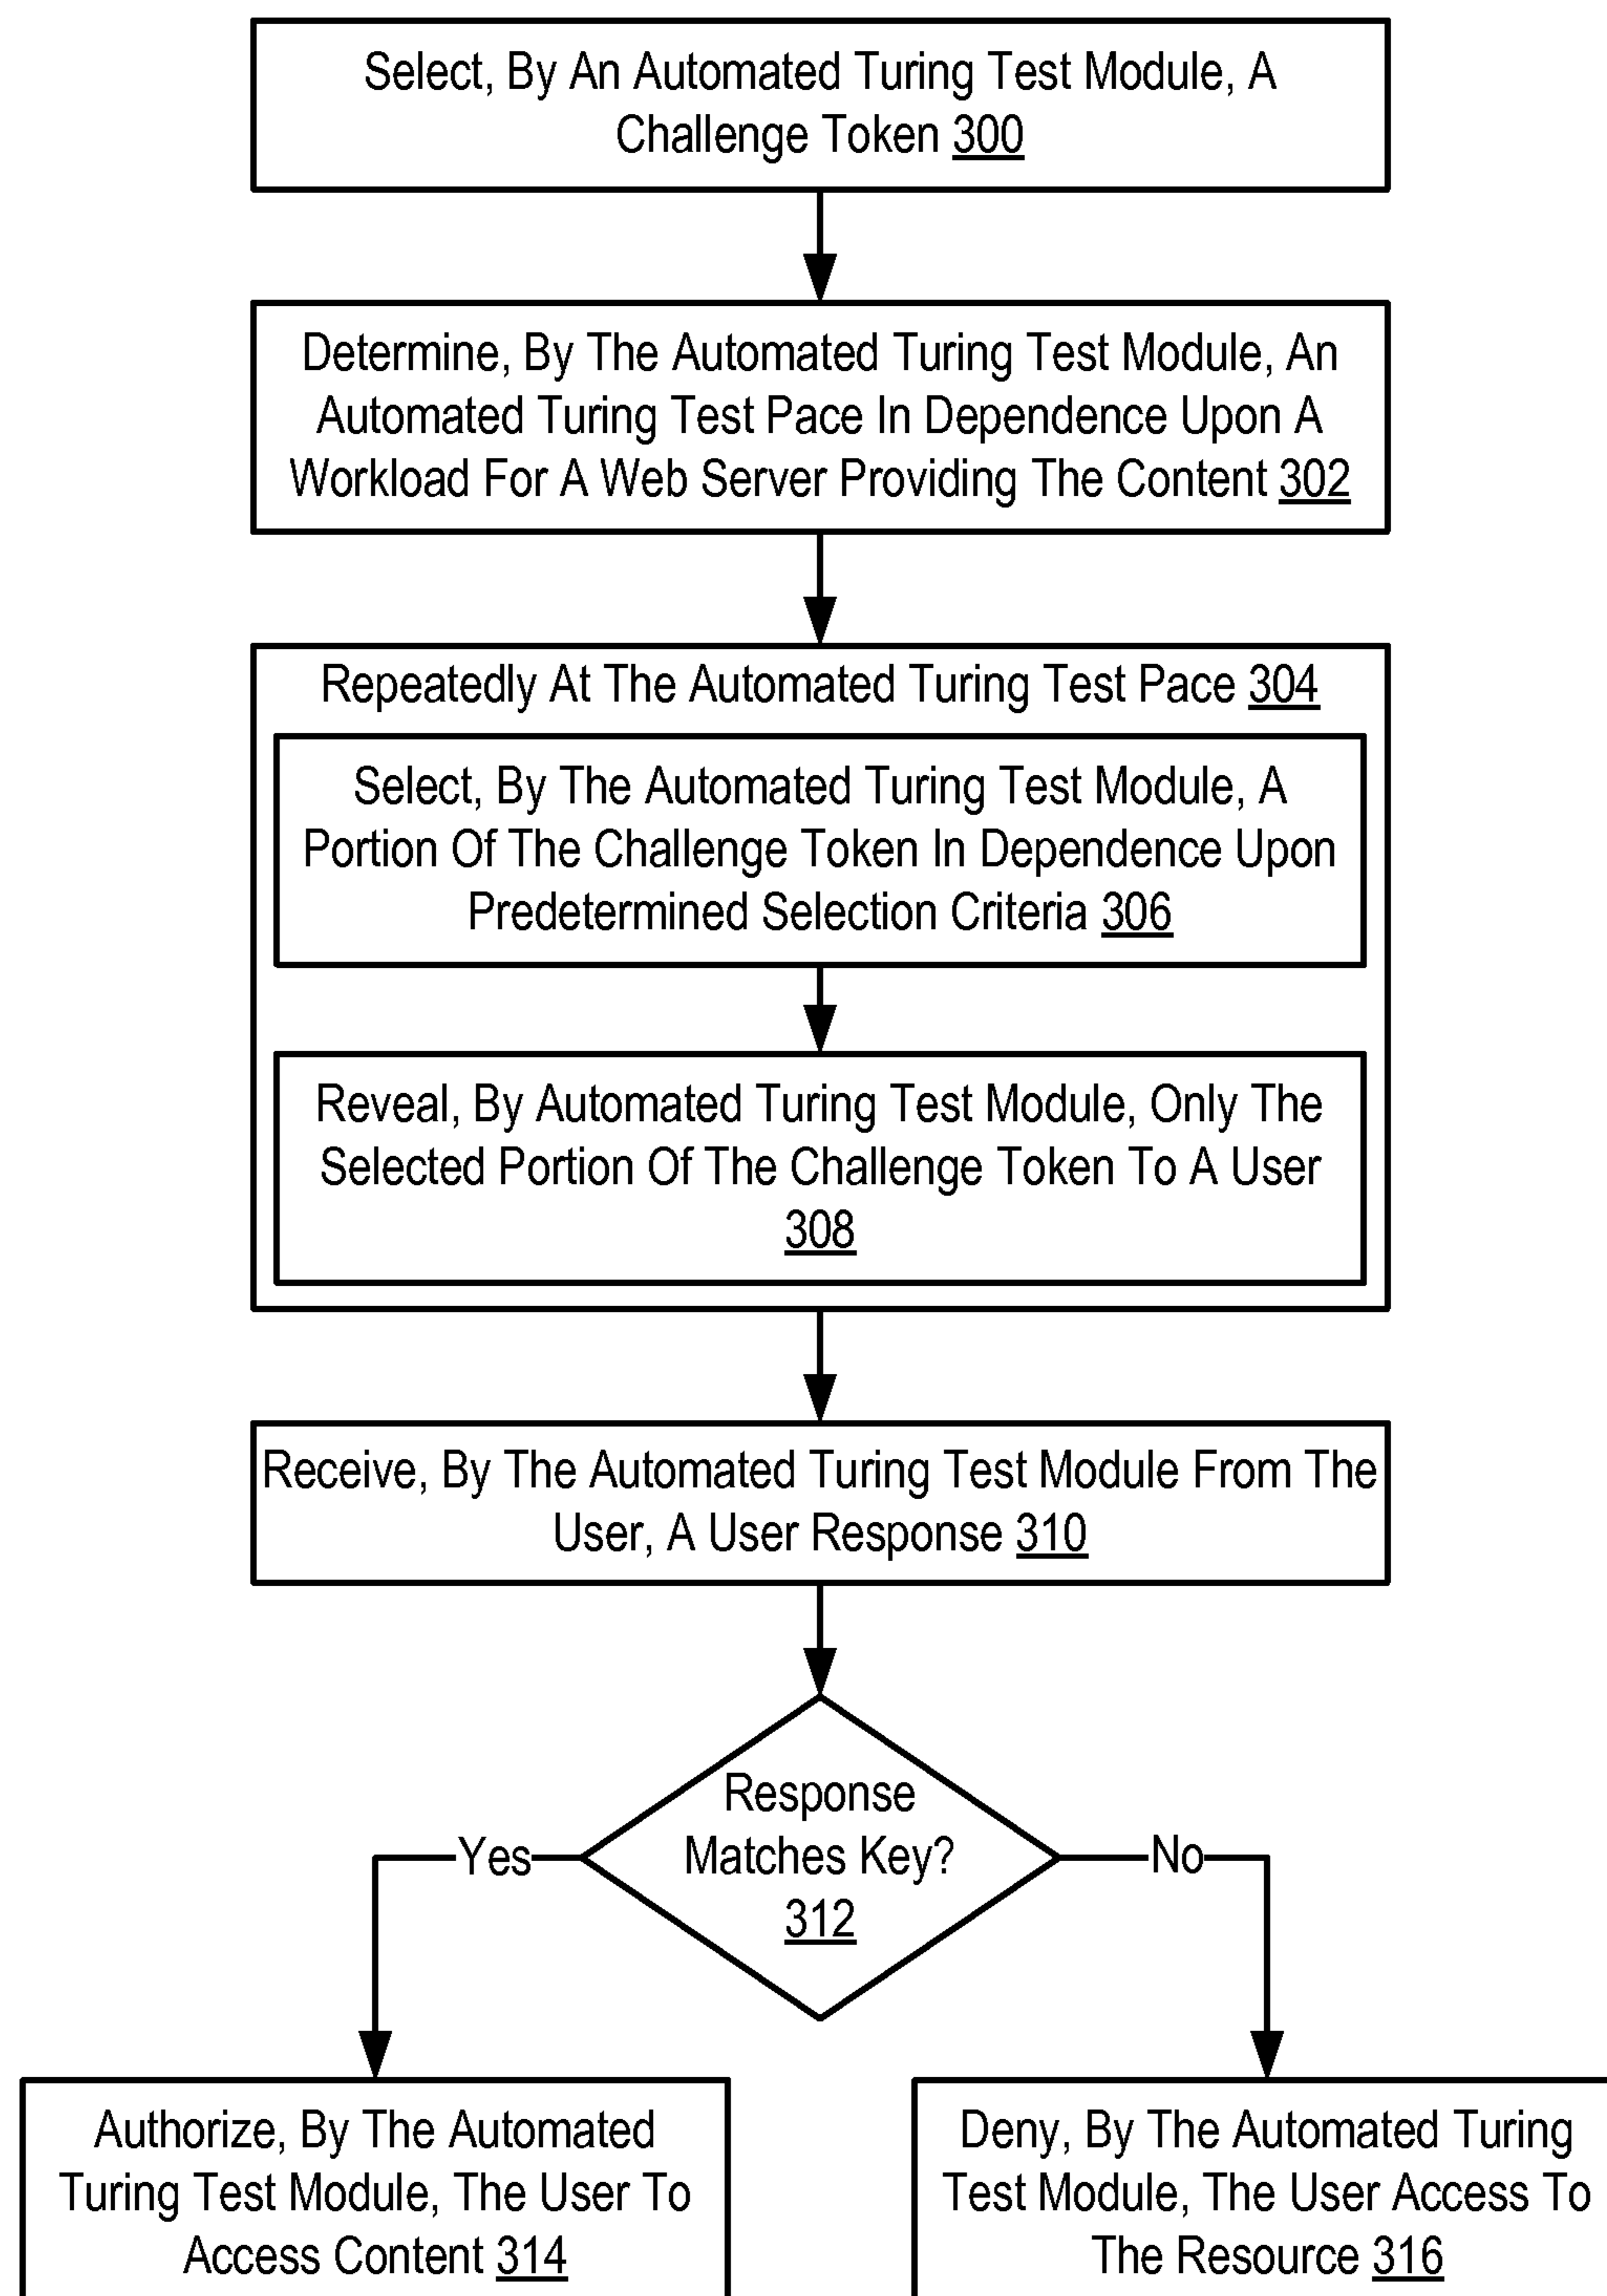 Select, By An Automated Turing Test Module, A
Challenge Token 300
Determine, By The Automated Turing Test Module, An
Automated Turing Test Pace In Dependence Upon A
Workload For A Web Server Providing The Content 302
Repeatedly At The Automated Turing Test Pace 304
Select, By The Automated Turing Test Module, A
Portion Of The Challenge Token In Dependence Upon
Predetermined Selection Criteria 306
Reveal, By Automated Turing Test Module, Only The
Selected Portion Of The Challenge Token To A User
308
Receive, By The Automated Turing Test Module From The
User, A User Response 310
Response
Matches Key?
312
Yes
No
Authorize, By The Automated
Turing Test Module, The User To
Access Content 314
Deny, By The Automated Turing
Test Module, The User Access To
The Resource 316